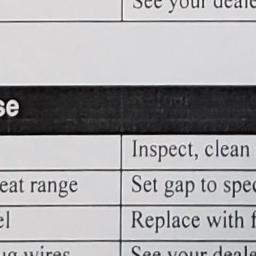 See your deale
se
Inspect, clean
eat range Set gap to spec
el Replace with f
ug wires See your deale